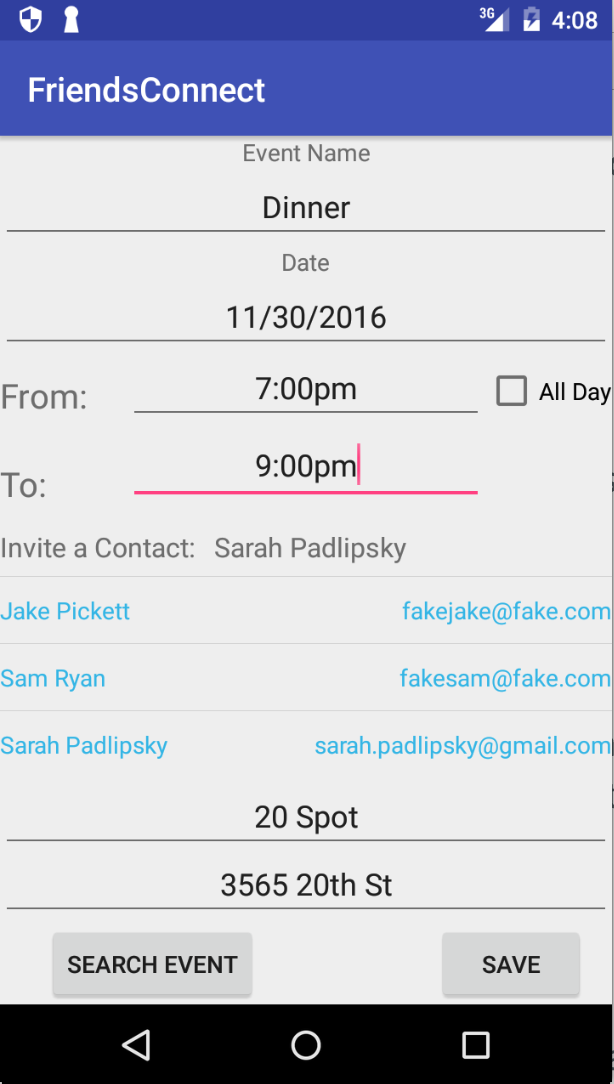 3G 4:08
FriendsConnect
Event Name
Dinner
Date
11/30/2016
From: 7:00pm All Day
To: 9:00pm
Invite a Contact: Sarah Padlipsky
Jake Pickett fakejake@fake.com
Sam Ryan fakesam@fake.com
Sarah Padlipsky sarah.padlipsky@gmail.com
20 Spot
3565 20th St
SEARCH EVENT SAVE